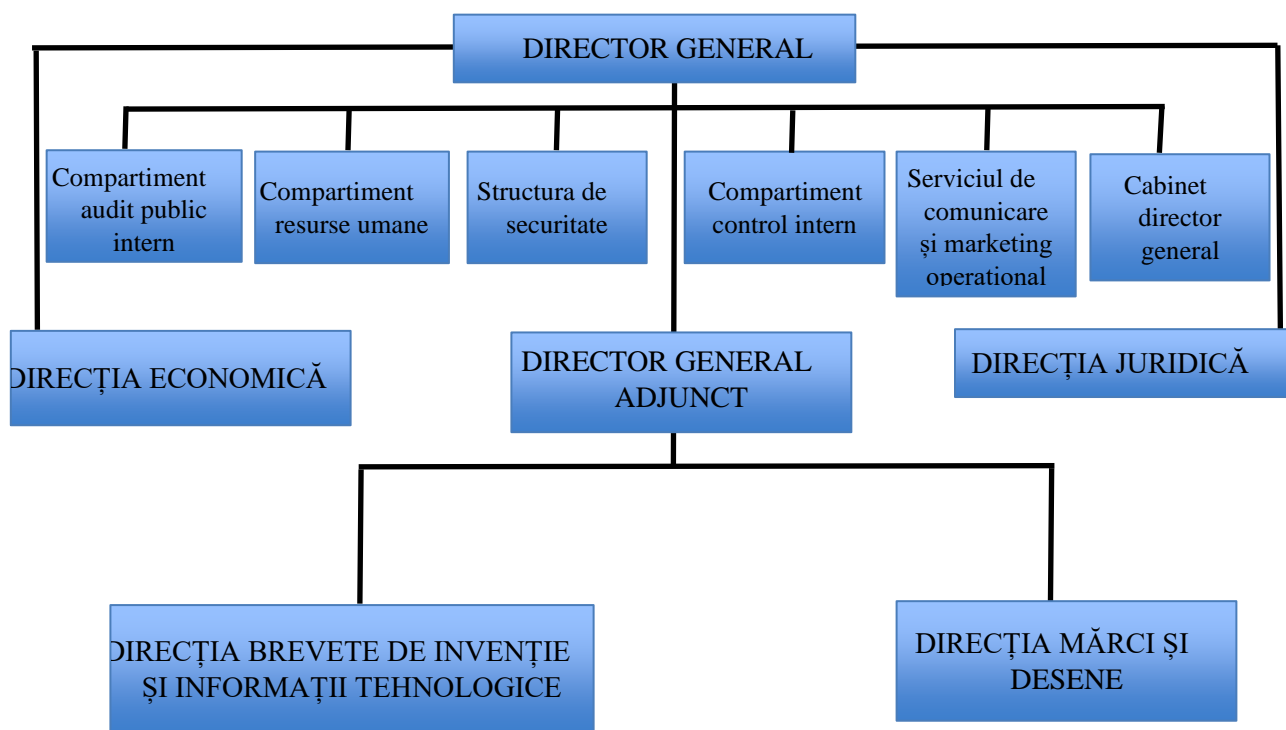 DIRECTOR GENERAL
Compartiment
audit public
intern
Compartiment
resurse umane
Structura de
securitate
Compartiment
control intern
Serviciul de
comunicare
și marketing
operational
Cabinet
director
general
DIRECȚIA ECONOMICĂ
DIRECTOR GENERAL
ADJUNCT
DIRECȚIA JURIDICĂ
DIRECȚIA BREVETE DE INVENȚIE
ȘI INFORMAȚII TEHNOLOGICE
DIRECȚIA MĂRCI ȘI
DESENE